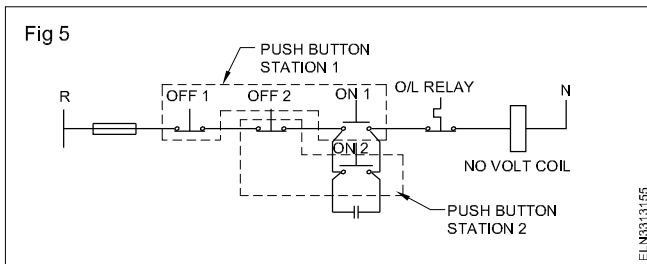 Fig 5
PUSH BUTTON
STATION 1
R
OFF 1
OFF 2
ON 1
O/L RELAY
N
ON 2
NO VOLT COIL
PUSH BUTTON
STATION 2
ELN3313155